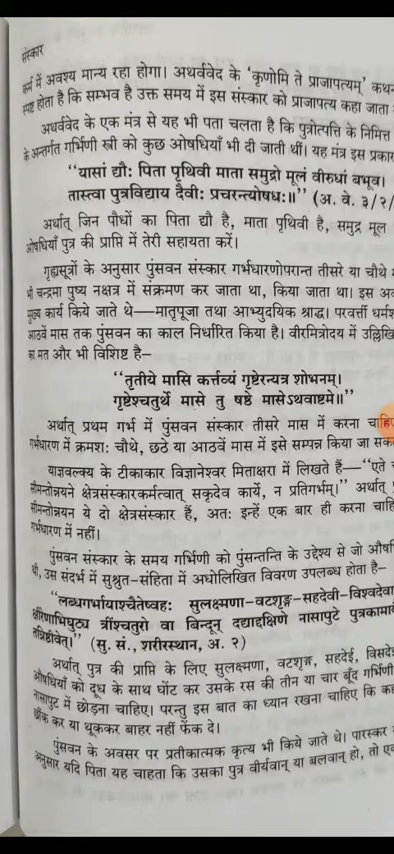 संस्कार
कर्म में अवश्य मान्य रहा होगा। अथर्ववेद के 'कृणोमि ते प्राजापत्यम्' कथन
स्पष्ट होता है कि सम्भव है उक्त समय में इस संस्कार को प्राजापत्य कहा जाता
अथर्ववेद के एक मंत्र से यह भी पता चलता है कि पुत्रोत्पत्ति के निमित्त
के अन्तर्गत गर्भिणी स्त्री को कुछ ओषधियाँ भी दी जाती थीं। यह मंत्र इस प्रकार
"यासां द्यौः पिता पृथिवी माता समुद्रो मूलं वीरुधां बभूव।
तास्त्वा पुत्रविद्याय दैवीः प्रचरन्त्योषधः॥" (अ. वे. ३/२/
अर्थात् जिन पौधों का पिता द्यौ है, माता पृथिवी है, समुद्र मूल
ओषधियाँ पुत्र की प्राप्ति में तेरी सहायता करें।
गृह्यसूत्रों के अनुसार पुंसवन संस्कार गर्भधारणोपरान्त तीसरे या चौथे
भी चन्द्रमा पुष्य नक्षत्र में संक्रमण कर जाता था, किया जाता था। इस अव
मुख्य कार्य किये जाते थे—मातृपूजा तथा आभ्युदयिक श्राद्ध। परवर्त्ती धर्मश
आठवें मास तक पुंसवन का काल निर्धारित किया है। वीरमित्रोदय में उल्लिखि
का मत और भी विशिष्ट है–
"तृतीये मासि कर्त्तव्यं गृष्टेरन्यत्र शोभनम्।
गृष्टेश्चतुर्थे मासे तु षष्ठे मासेऽथवाष्टमे॥"
अर्थात् प्रथम गर्भ में पुंसवन संस्कार तीसरे मास में करना चाहिए
गर्भधारण में क्रमशः चौथे, छठे या आठवें मास में इसे सम्पन्न किया जा सक
याज्ञवल्क्य के टीकाकार विज्ञानेश्वर मिताक्षरा में लिखते हैं—"एते
सीमन्तोन्नयने क्षेत्रसंस्कारकर्मत्वात् सकृदेव कार्ये, न प्रतिगर्भम्।" अर्थात्
सीमन्तोन्नयन ये दो क्षेत्रसंस्कार हैं, अतः इन्हें एक बार ही करना चाहि
गर्भधारण में नहीं।
पुंसवन संस्कार के समय गर्भिणी को पुंसन्तति के उद्देश्य से जो औषधि
थी, उस संदर्भ में सुश्रुत-संहिता में अधोलिखित विवरण उपलब्ध होता है–
"लब्धगर्भायाश्चैतेष्वहः सुलक्ष्मणा-वटशृङ्ग-सहदेवी-विश्वदेवा
क्षीरेणाभिघुट्य त्रींश्चतुरो वा बिन्दून् दद्याद्दक्षिणे नासापुटे पुत्रकामायै
तन्निष्ठीवेत्।" (सु. सं., शरीरस्थान, अ. २)
अर्थात् पुत्र की प्राप्ति के लिए सुलक्ष्मणा, वटशृङ्ग, सहदेई, विसदेई
औषधियों को दूध के साथ घोंट कर उसके रस की तीन या चार बूँद गर्भिणी
नासापुट में छोड़ना चाहिए। परन्तु इस बात का ध्यान रखना चाहिए कि कह
छींक कर या थूककर बाहर नहीं फेंक दे।
पुंसवन के अवसर पर प्रतीकात्मक कृत्य भी किये जाते थे। पारस्कर
अनुसार यदि पिता यह चाहता कि उसका पुत्र वीर्यवान् या बलवान् हो, तो ए